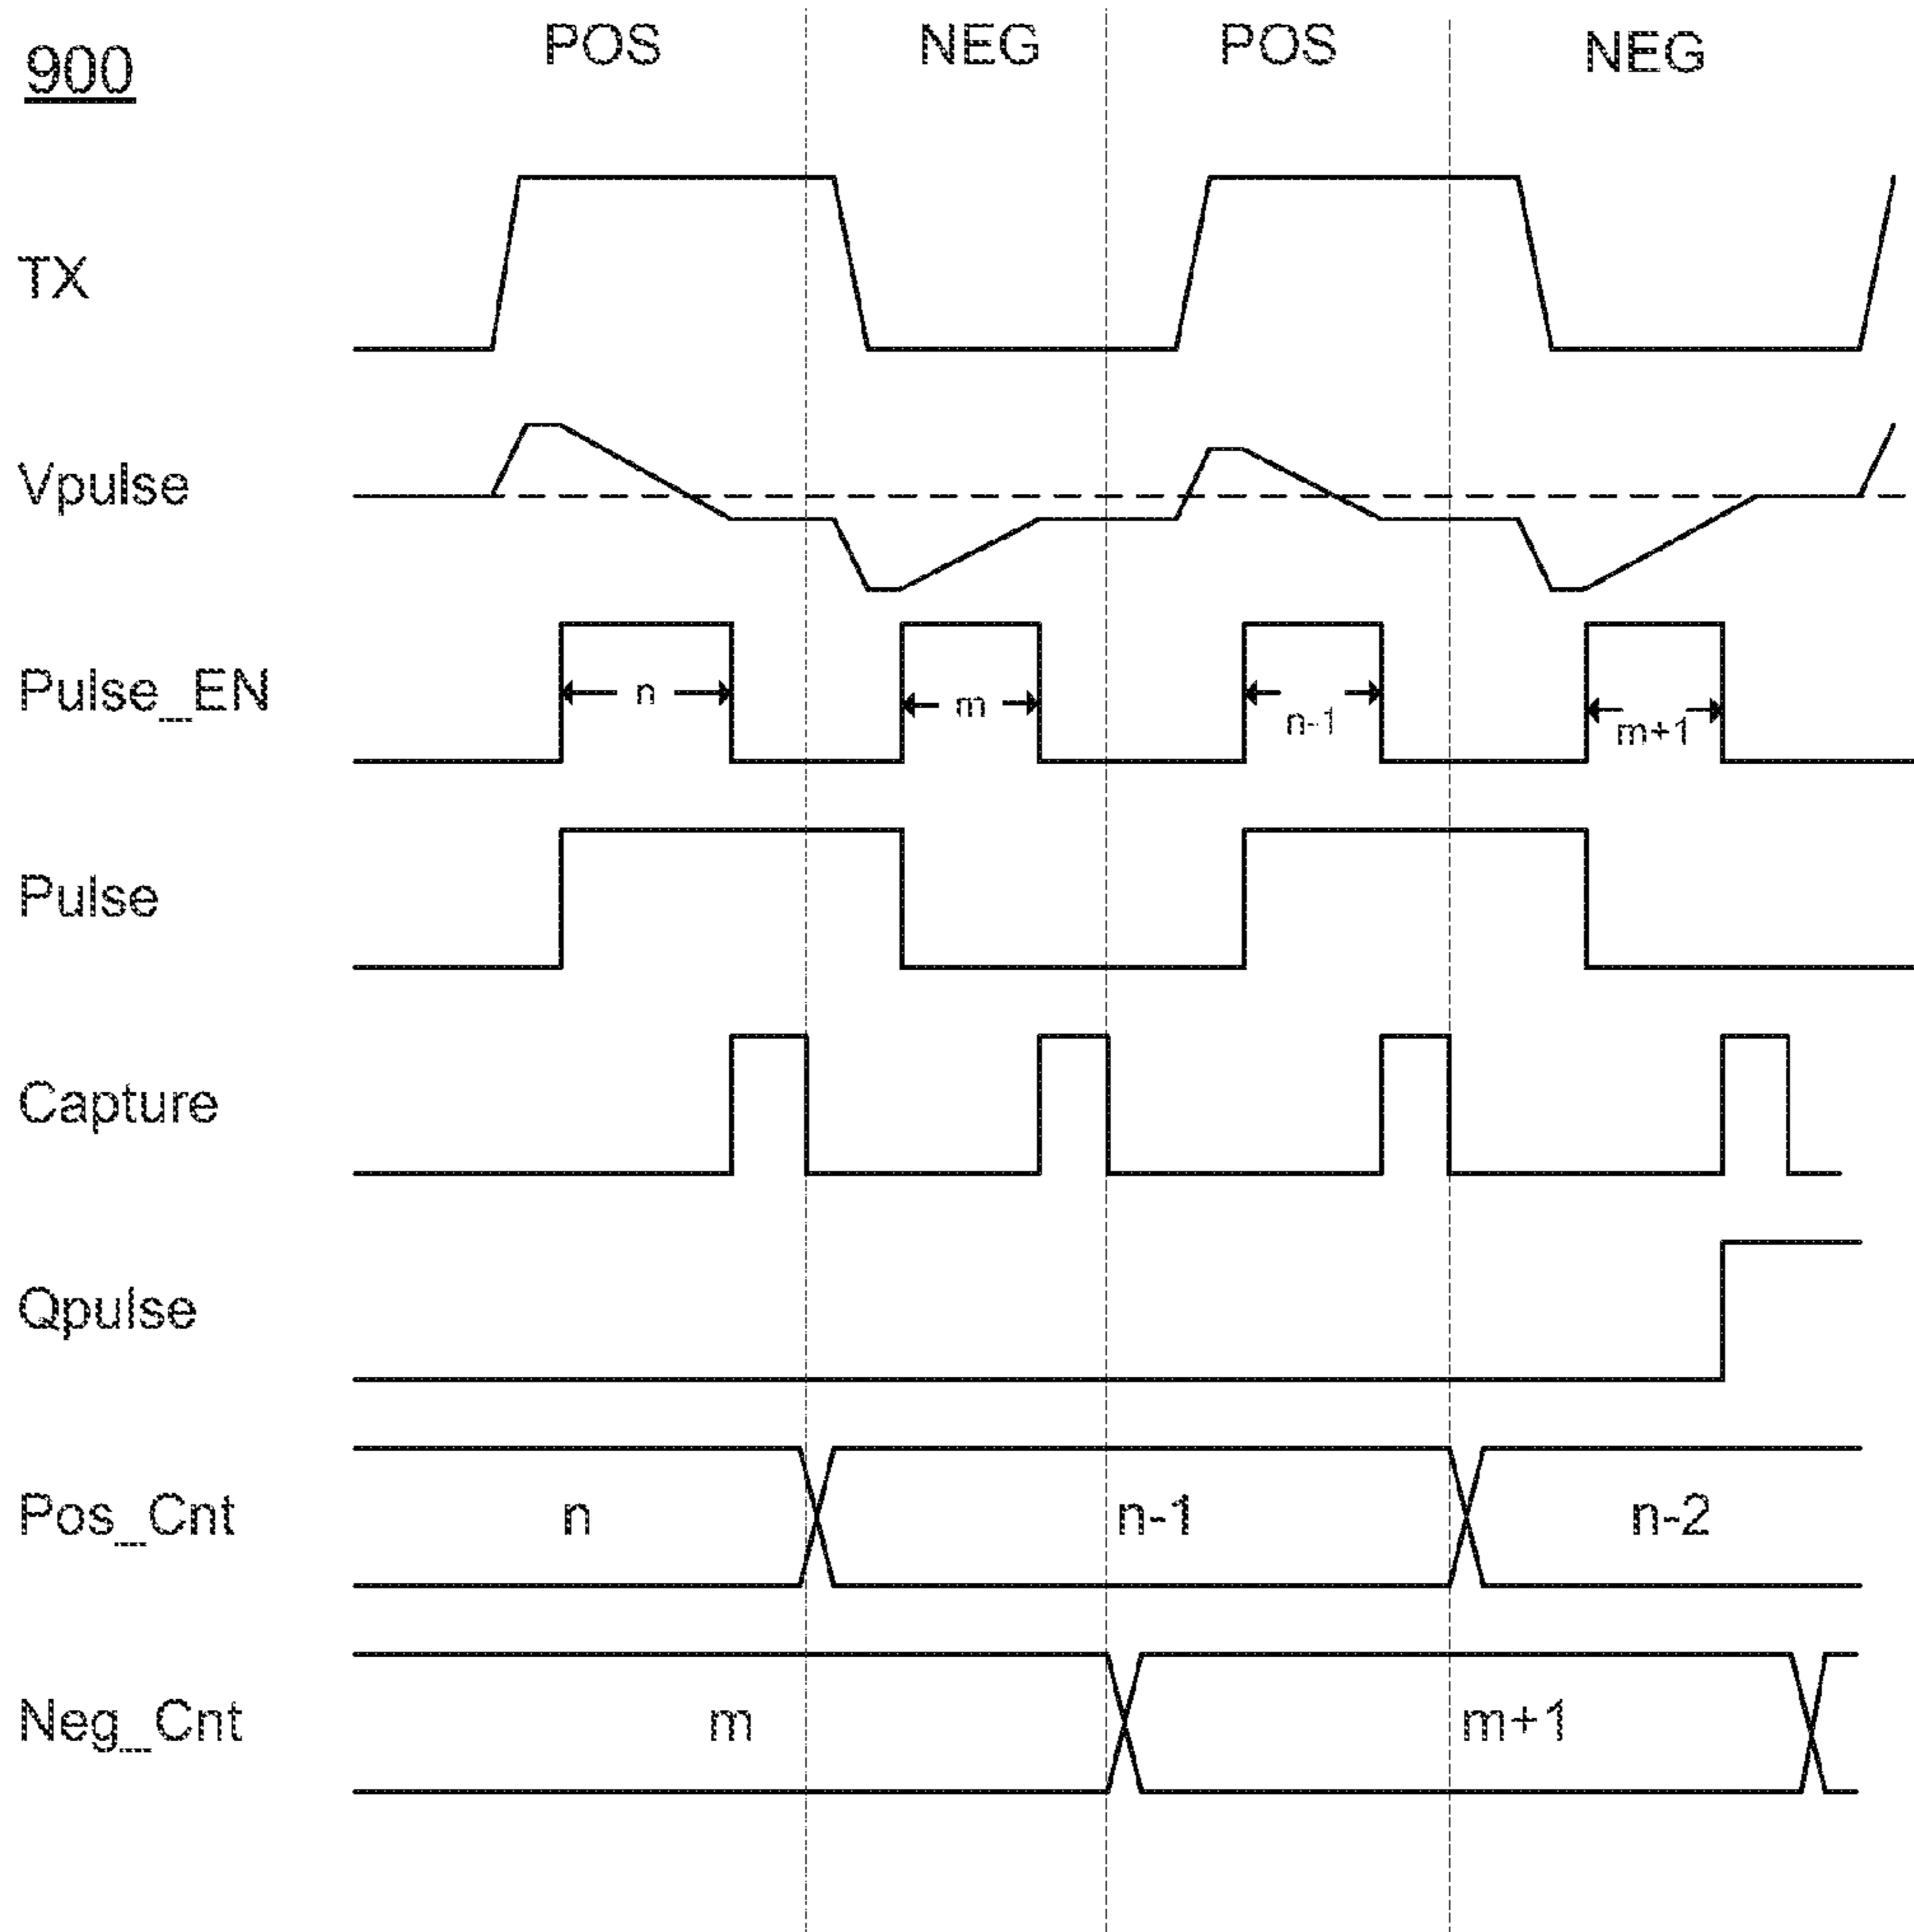 900
POS NEG POS NEG
TX
Vpulse
Pulse_EN
n m n-1 m+1
Pulse
Capture
Qpulse
Pos_Cnt n n-1 n-2
Neg_Cnt m m+1